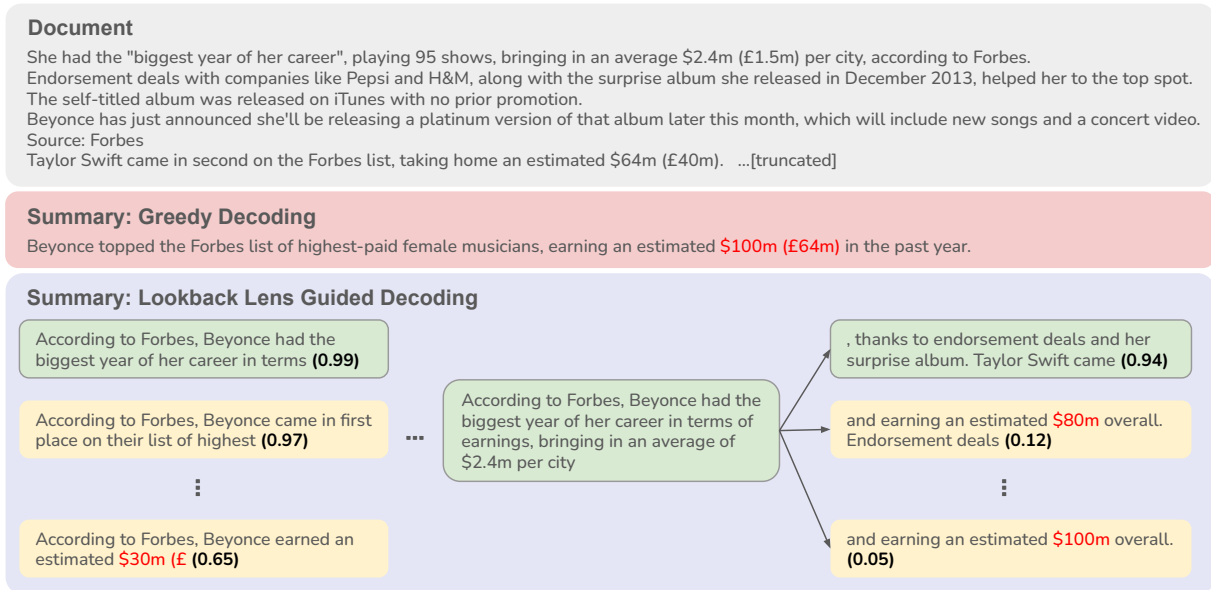 Document
She had the "biggest year of her career", playing 95 shows, bringing in an average $2.4m (£1.5m) per city, according to Forbes.
Endorsement deals with companies like Pepsi and H&M, along with the surprise album she released in December 2013, helped her to the top spot.
The self-titled album was released on iTunes with no prior promotion.
Beyonce has just announced she'll be releasing a platinum version of that album later this month, which will include new songs and a concert video.
Source: Forbes
Taylor Swift came in second on the Forbes list, taking home an estimated $64m (£40m). ...[truncated]
Summary: Greedy Decoding
Beyonce topped the Forbes list of highest-paid female musicians, earning an estimated $100m (£64m) in the past year.
Summary: Lookback Lens Guided Decoding
According to Forbes, Beyonce had the
biggest year of her career in terms (0.99)
According to Forbes, Beyonce came in first
place on their list of highest (0.97)
⋮
According to Forbes, Beyonce earned an
estimated $30m (£ (0.65)
...
According to Forbes, Beyonce had the
biggest year of her career in terms of
earnings, bringing in an average of
$2.4m per city
, thanks to endorsement deals and her
surprise album. Taylor Swift came (0.94)
and earning an estimated $80m overall.
Endorsement deals (0.12)
⋮
and earning an estimated $100m overall.
(0.05)